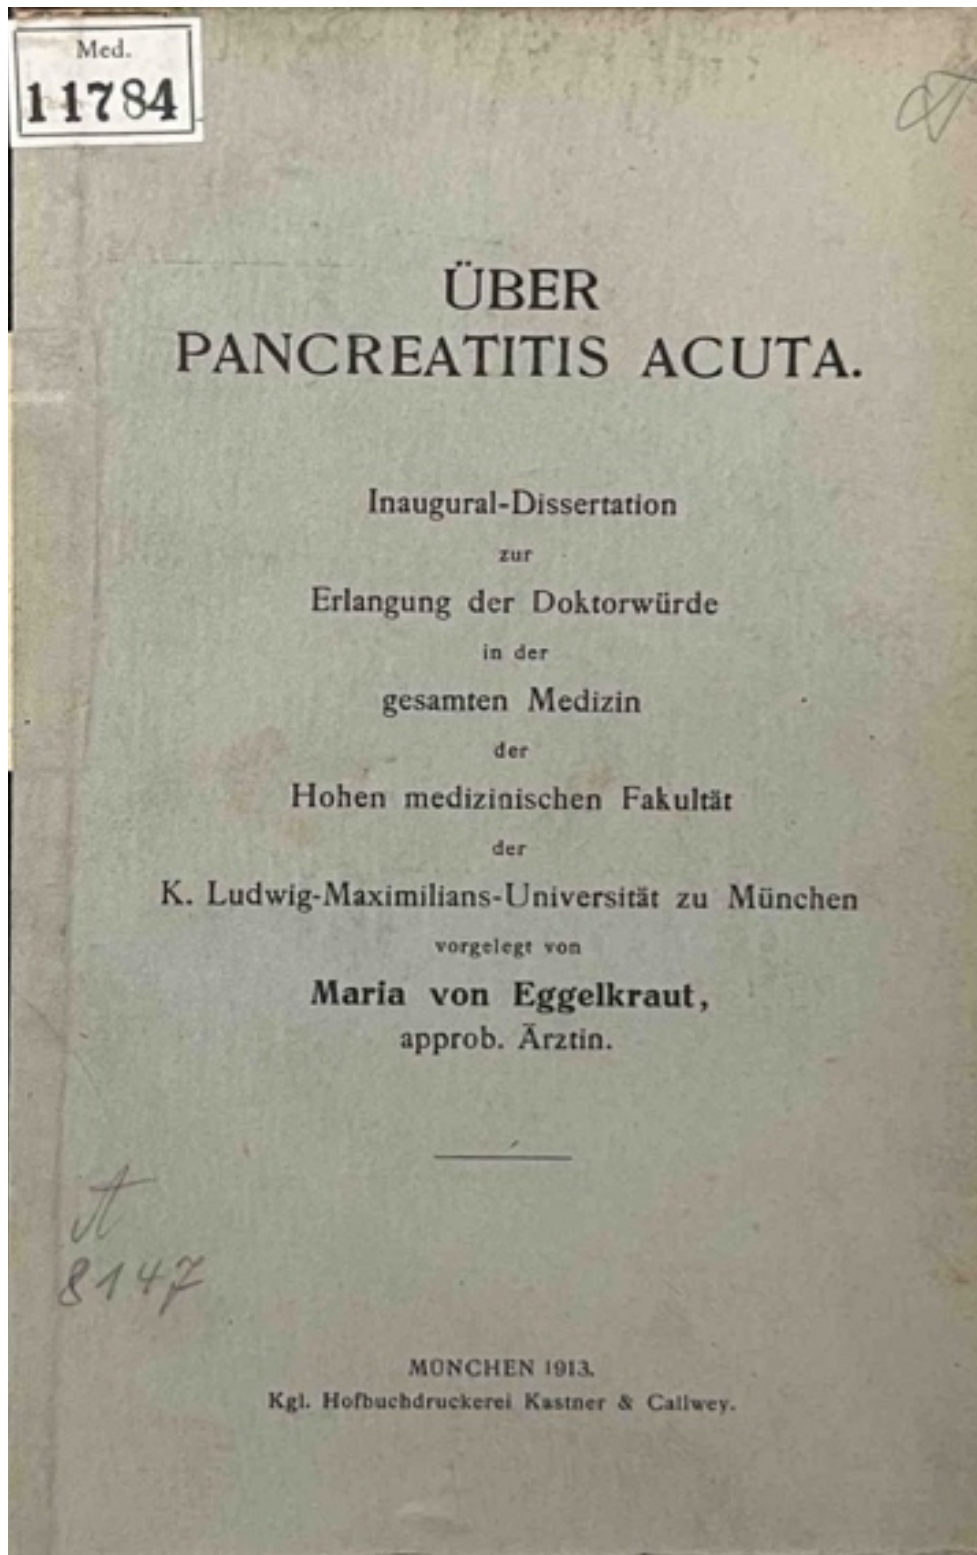 Med.
11784
ÜBER
PANCREATITIS ACUTA.
Inaugural-Dissertation
zur
Erlangung der Doktorwürde
in der
gesamten Medizin
der
Hohen medizinischen Fakultät
der
K. Ludwig-Maximilians-Universität zu München
vorgelegt von
Maria von Eggelkraut,
approb. Ärztin.
8147
MÜNCHEN 1913.
Kgl. Hofbuchdruckerei Kastner & Callwey.